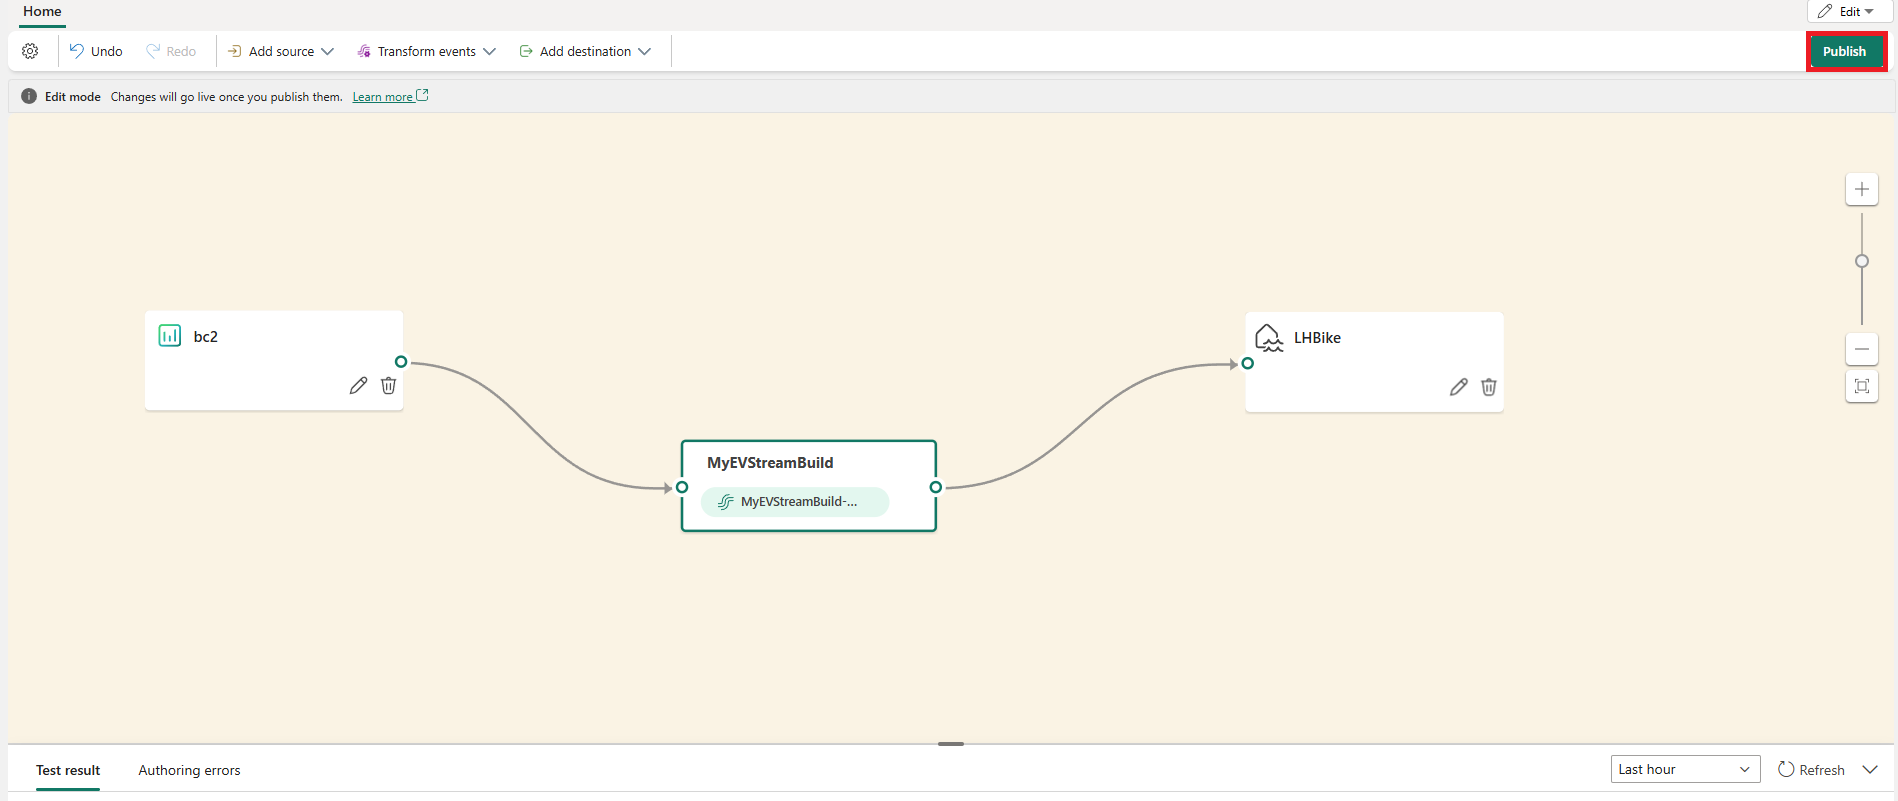 Home
Edit
Undo
Redo
Add source
Transform events
Add destination
Publish
Edit mode Changes will go live once you publish them. Learn more
bc2
LHBike
MyEVStreamBuild
MyEVStreamBuild-...
Test result
Authoring errors
Last hour
Refresh